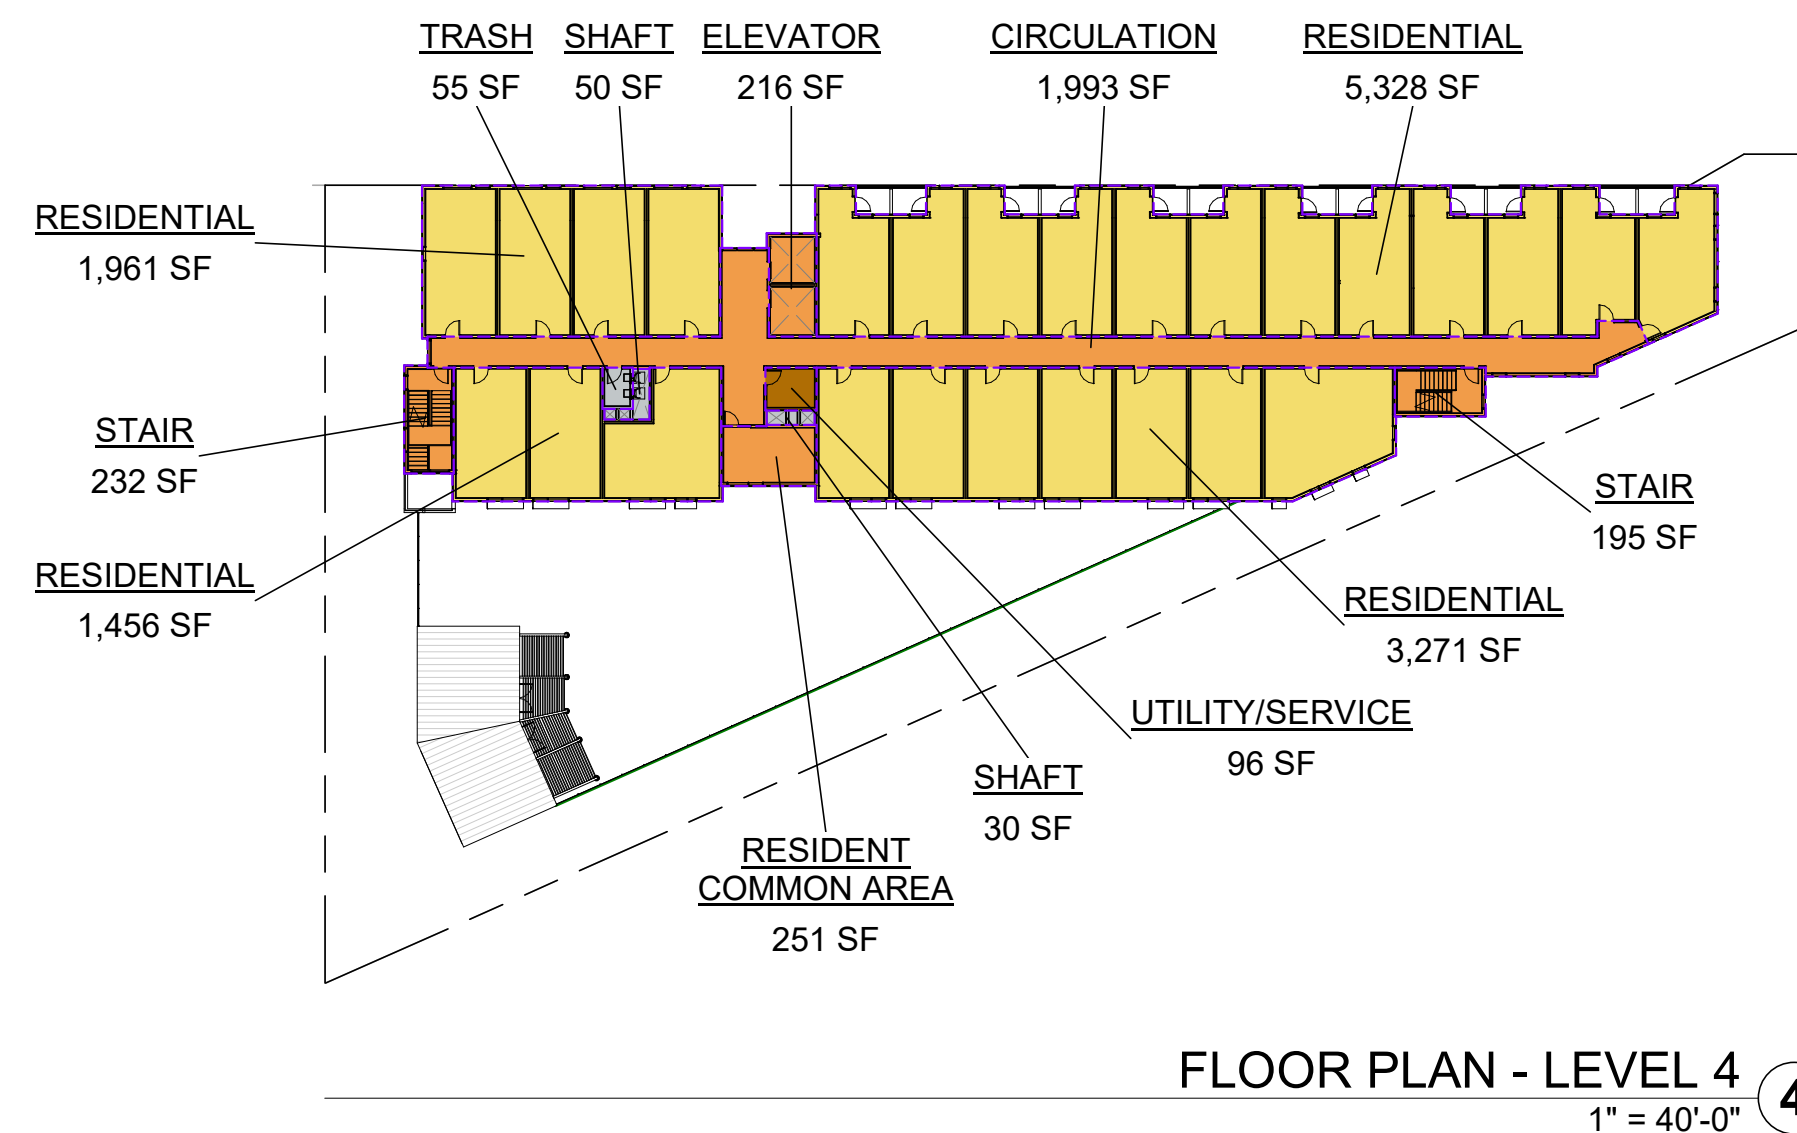 TRASH
55 SF
SHAFT
50 SF
ELEVATOR
216 SF
CIRCULATION
1,993 SF
RESIDENTIAL
5,328 SF
RESIDENTIAL
1,961 SF
STAIR
232 SF
RESIDENTIAL
1,456 SF
STAIR
195 SF
RESIDENTIAL
3,271 SF
UTILITY/SERVICE
96 SF
SHAFT
30 SF
RESIDENT
COMMON AREA
251 SF
FLOOR PLAN - LEVEL 4
4
1" = 40'-0"